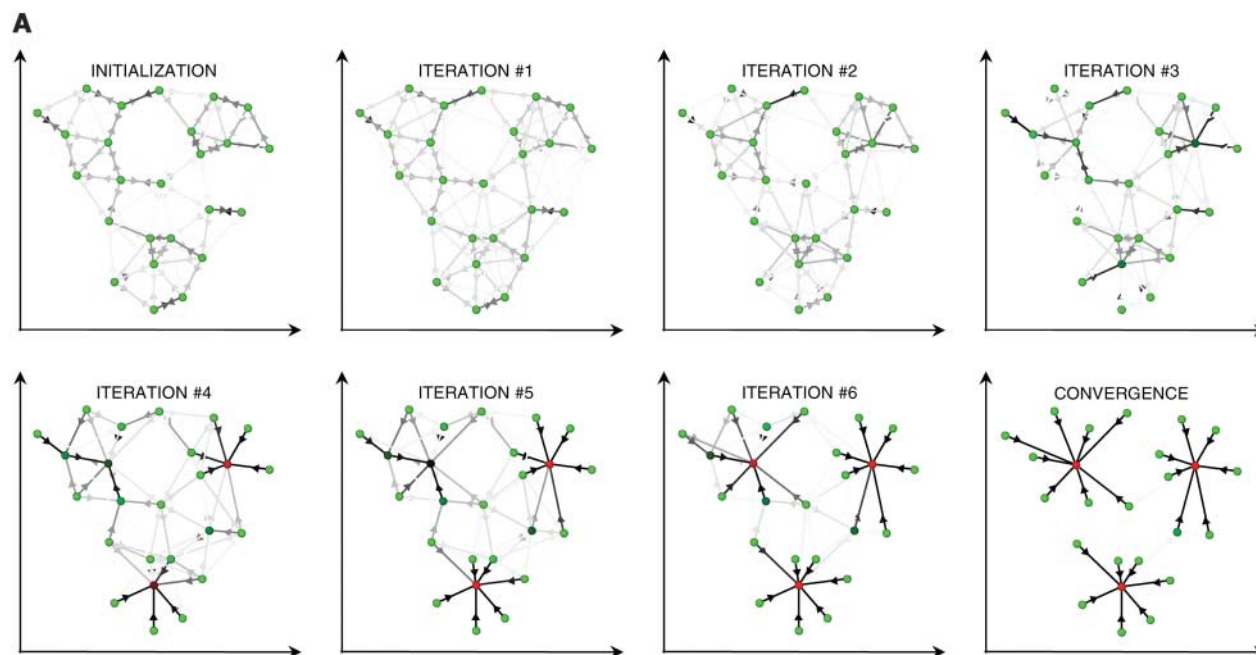 A
INITIALIZATION
ITERATION #1
ITERATION #2
ITERATION #3
ITERATION #4
ITERATION #5
ITERATION #6
CONVERGENCE